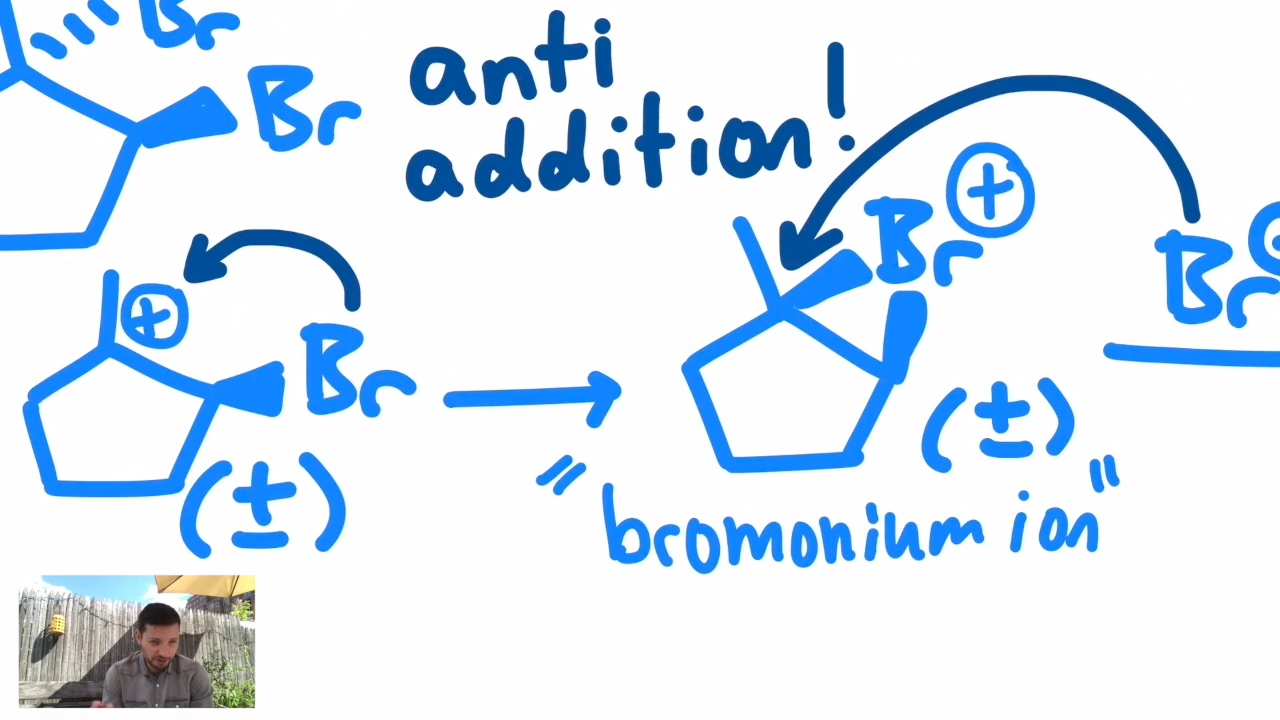 Br
Br
anti
addition!
Br ⊕
Br
⊕
Br
(±)
(±)
"bromonium ion"